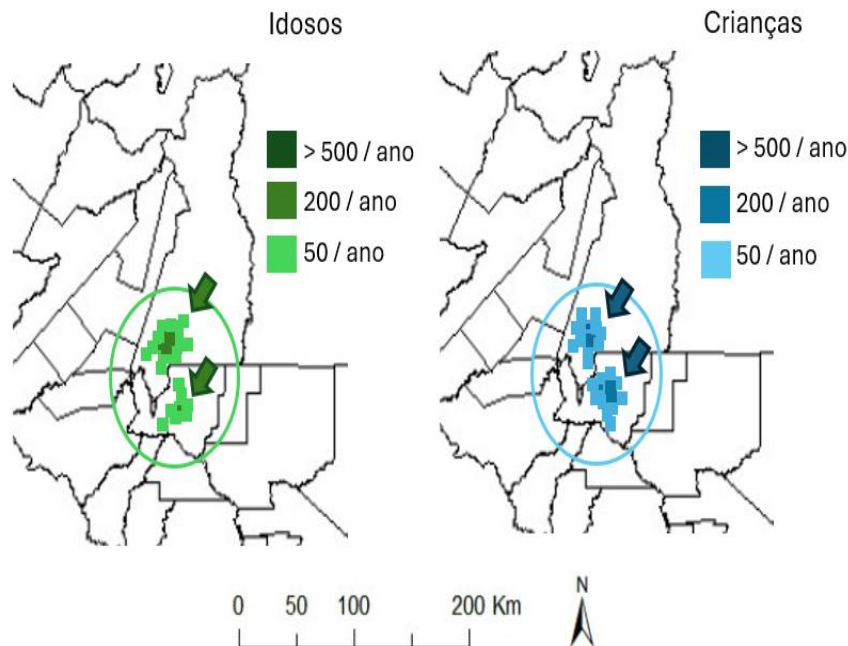 Idosos
> 500 / ano
200 / ano
50 / ano
Crianças
> 500 / ano
200 / ano
50 / ano
0 50 100 200 Km
N